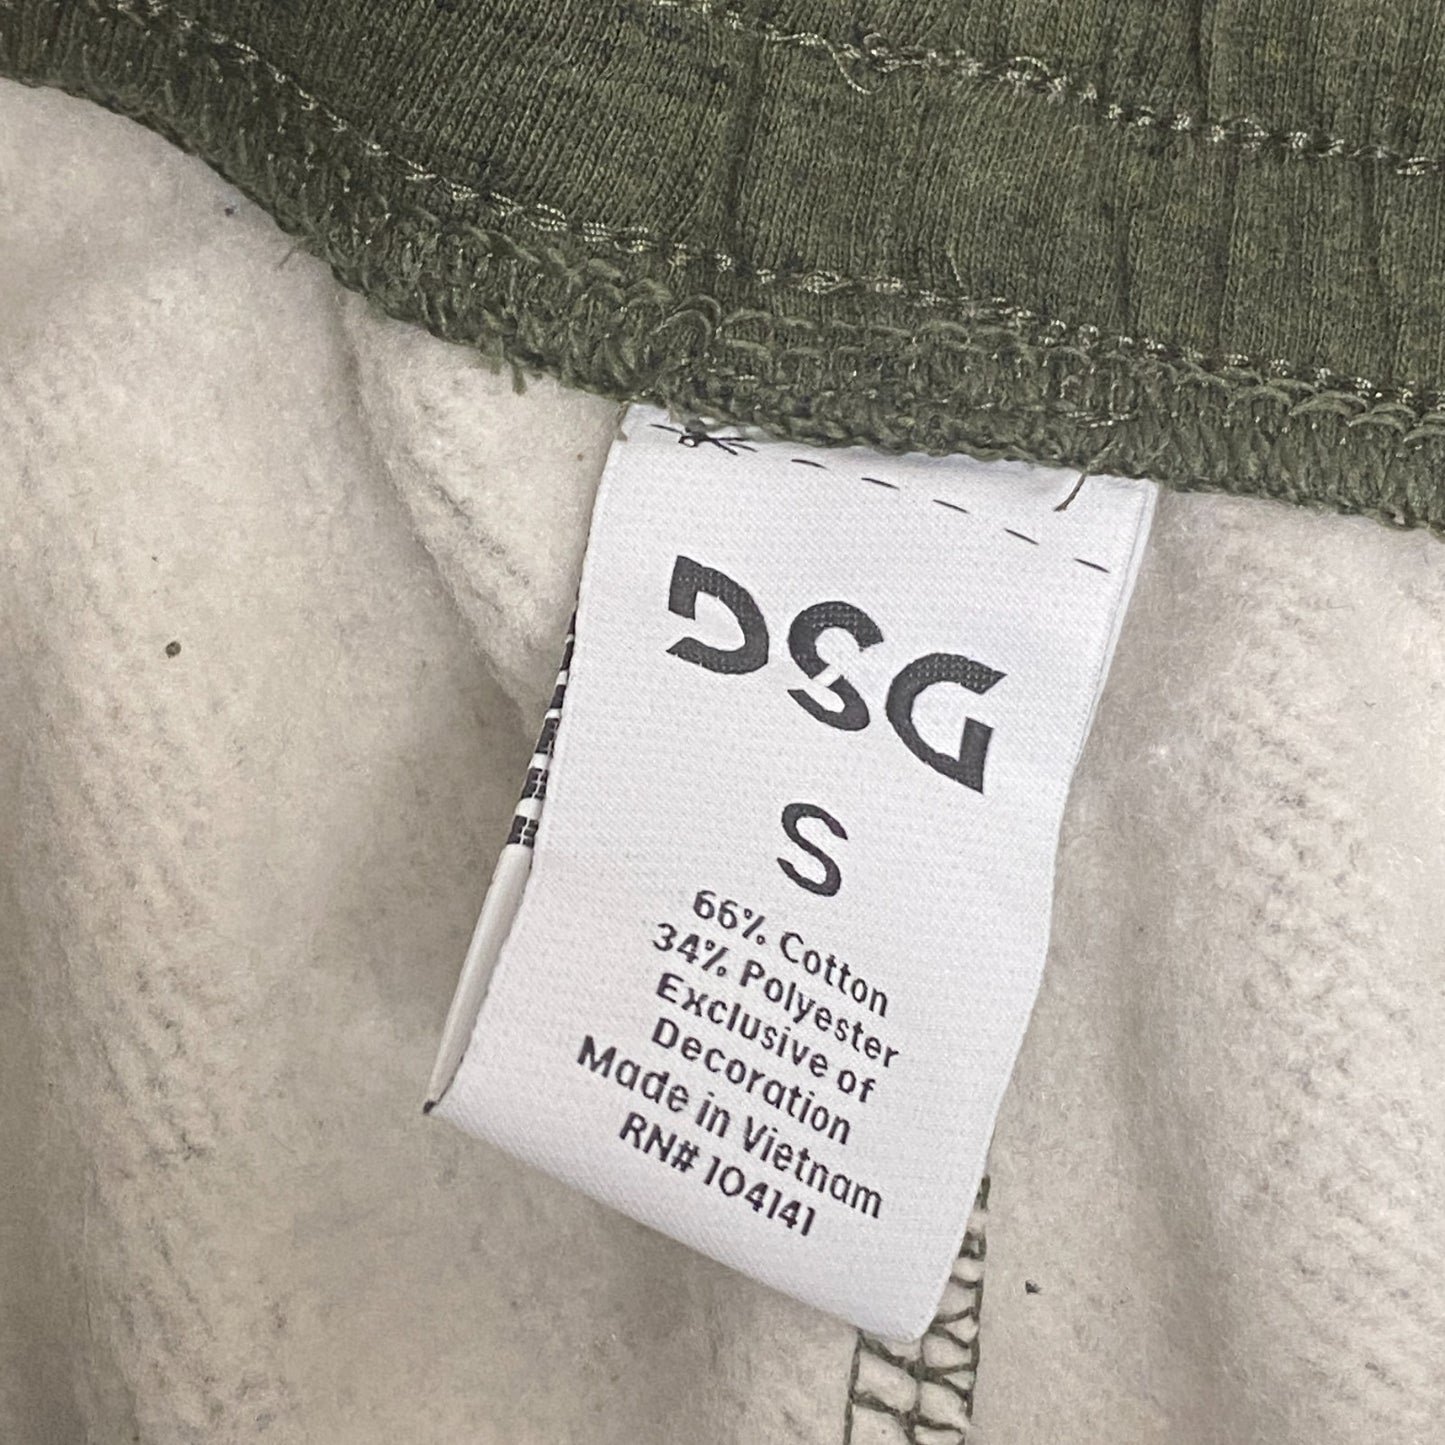 DSG
S
66% Cotton
34% Polyester
Exclusive of
Decoration
Made in Vietnam
RN# 104141